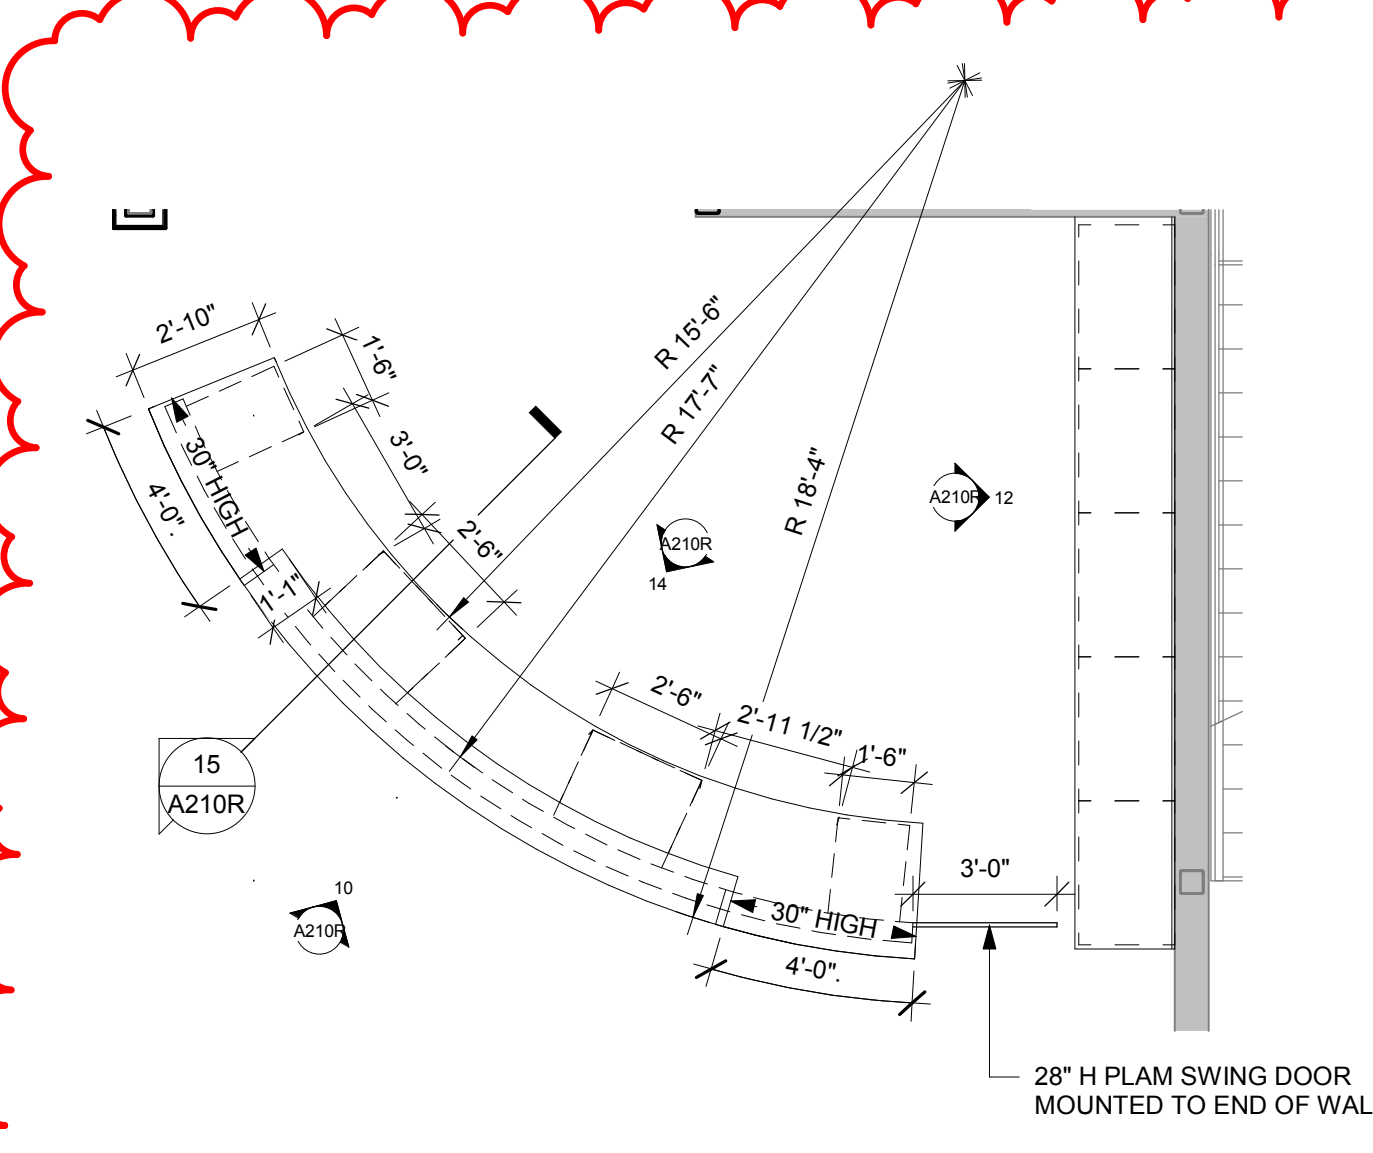 2'-10"
1'-6"
R 15'-6"
R 17'-7"
3'-0"
30" HIGH
4'-0".
R 18'-4"
A210R
12
2'-6"
A210R
14
1'-1"
2'-6"
2'-11 1/2"
1'-6"
15
A210R
3'-0"
10
A210R
30" HIGH
4'-0".
28" H PLAM SWING DOOR
MOUNTED TO END OF WAL